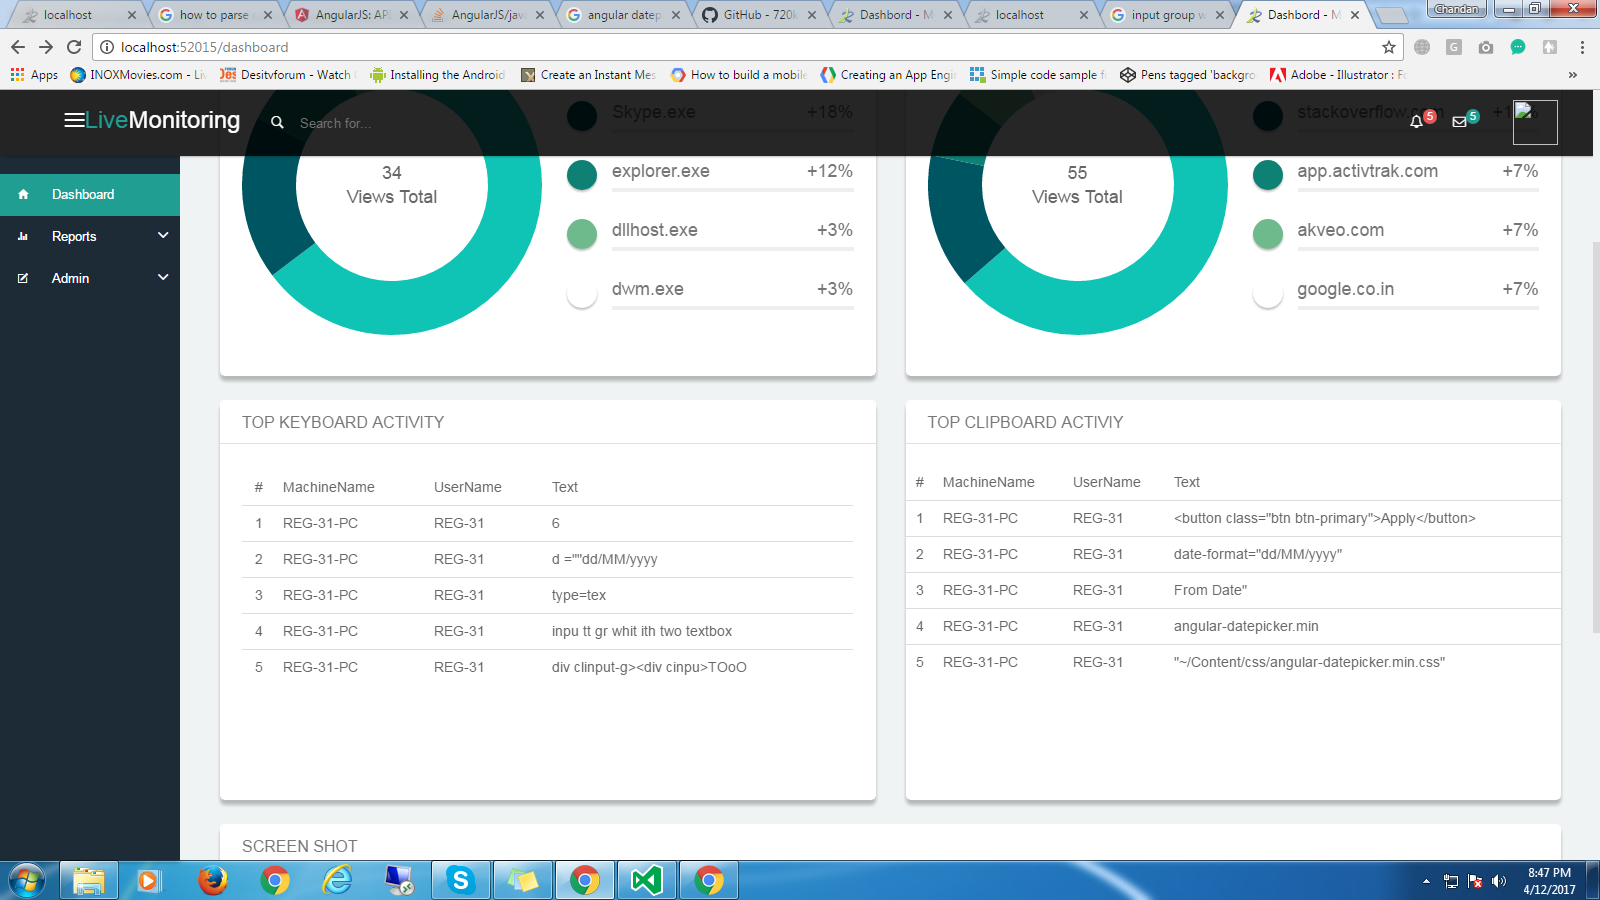 localhost
how to parse
AngularJS: API
AngularJS/jav
angular datep
GitHub - 720k
Dashbord - M
localhost
input group w
Dashbord - M
Chandan
localhost:52015/dashboard
Apps
INOXMovies.com - Liv
Desitvforum - Watch
Installing the Android
Create an Instant Mes
How to build a mobile
Creating an App Engi
Simple code sample f
Pens tagged 'backgro
Adobe - Illustrator : Fo
»
LiveMonitoring
Search for...
5
5
Dashboard
Reports
Admin
34
Views Total
Skype.exe +18%
explorer.exe +12%
dllhost.exe +3%
dwm.exe +3%
55
Views Total
stackoverflow.com
app.activtrak.com +7%
akveo.com +7%
google.co.in +7%
TOP KEYBOARD ACTIVITY
# MachineName UserName Text
1 REG-31-PC REG-31 6
2 REG-31-PC REG-31 d =""dd/MM/yyyy
3 REG-31-PC REG-31 type=tex
4 REG-31-PC REG-31 inpu tt gr whit ith two textbox
5 REG-31-PC REG-31 div clinput-g><div cinpu>TOoO
TOP CLIPBOARD ACTIVIY
# MachineName UserName Text
1 REG-31-PC REG-31 <button class="btn btn-primary">Apply</button>
2 REG-31-PC REG-31 date-format="dd/MM/yyyy"
3 REG-31-PC REG-31 From Date"
4 REG-31-PC REG-31 angular-datepicker.min
5 REG-31-PC REG-31 "~/Content/css/angular-datepicker.min.css"
SCREEN SHOT
8:47 PM
4/12/2017